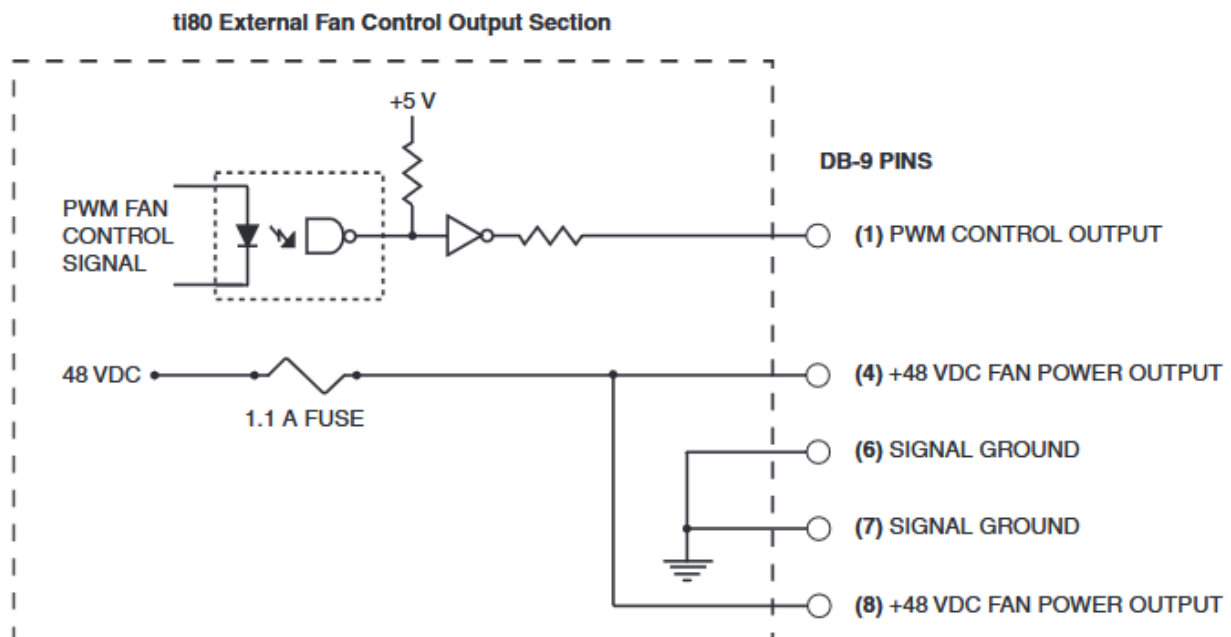 ti80 External Fan Control Output Section
+5 V
DB-9 PINS
PWM FAN
CONTROL
SIGNAL
(1) PWM CONTROL OUTPUT
48 VDC
(4) +48 VDC FAN POWER OUTPUT
1.1 A FUSE
(6) SIGNAL GROUND
(7) SIGNAL GROUND
(8) +48 VDC FAN POWER OUTPUT